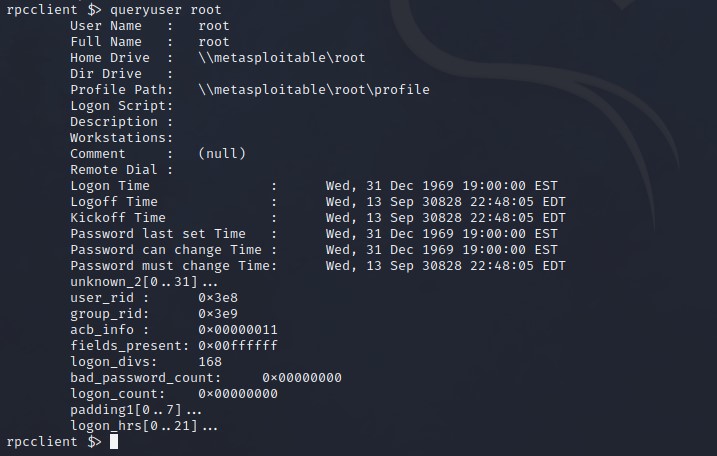 rpcclient $> queryuser root
User Name   :   root
Full Name   :   root
Home Drive  :   \\metasploitable\root
Dir Drive   :
Profile Path:   \\metasploitable\root\profile
Logon Script:
Description :
Workstations:
Comment     :   (null)
Remote Dial :
Logon Time               :      Wed, 31 Dec 1969 19:00:00 EST
Logoff Time              :      Wed, 13 Sep 30828 22:48:05 EDT
Kickoff Time             :      Wed, 13 Sep 30828 22:48:05 EDT
Password last set Time   :      Wed, 31 Dec 1969 19:00:00 EST
Password can change Time :      Wed, 31 Dec 1969 19:00:00 EST
Password must change Time:      Wed, 13 Sep 30828 22:48:05 EDT
unknown_2[0..31]...
user_rid :      0x3e8
group_rid:      0x3e9
acb_info :      0x00000011
fields_present: 0x00ffffff
logon_divs:     168
bad_password_count:     0x00000000
logon_count:    0x00000000
padding1[0..7]...
logon_hrs[0..21]...
rpcclient $>